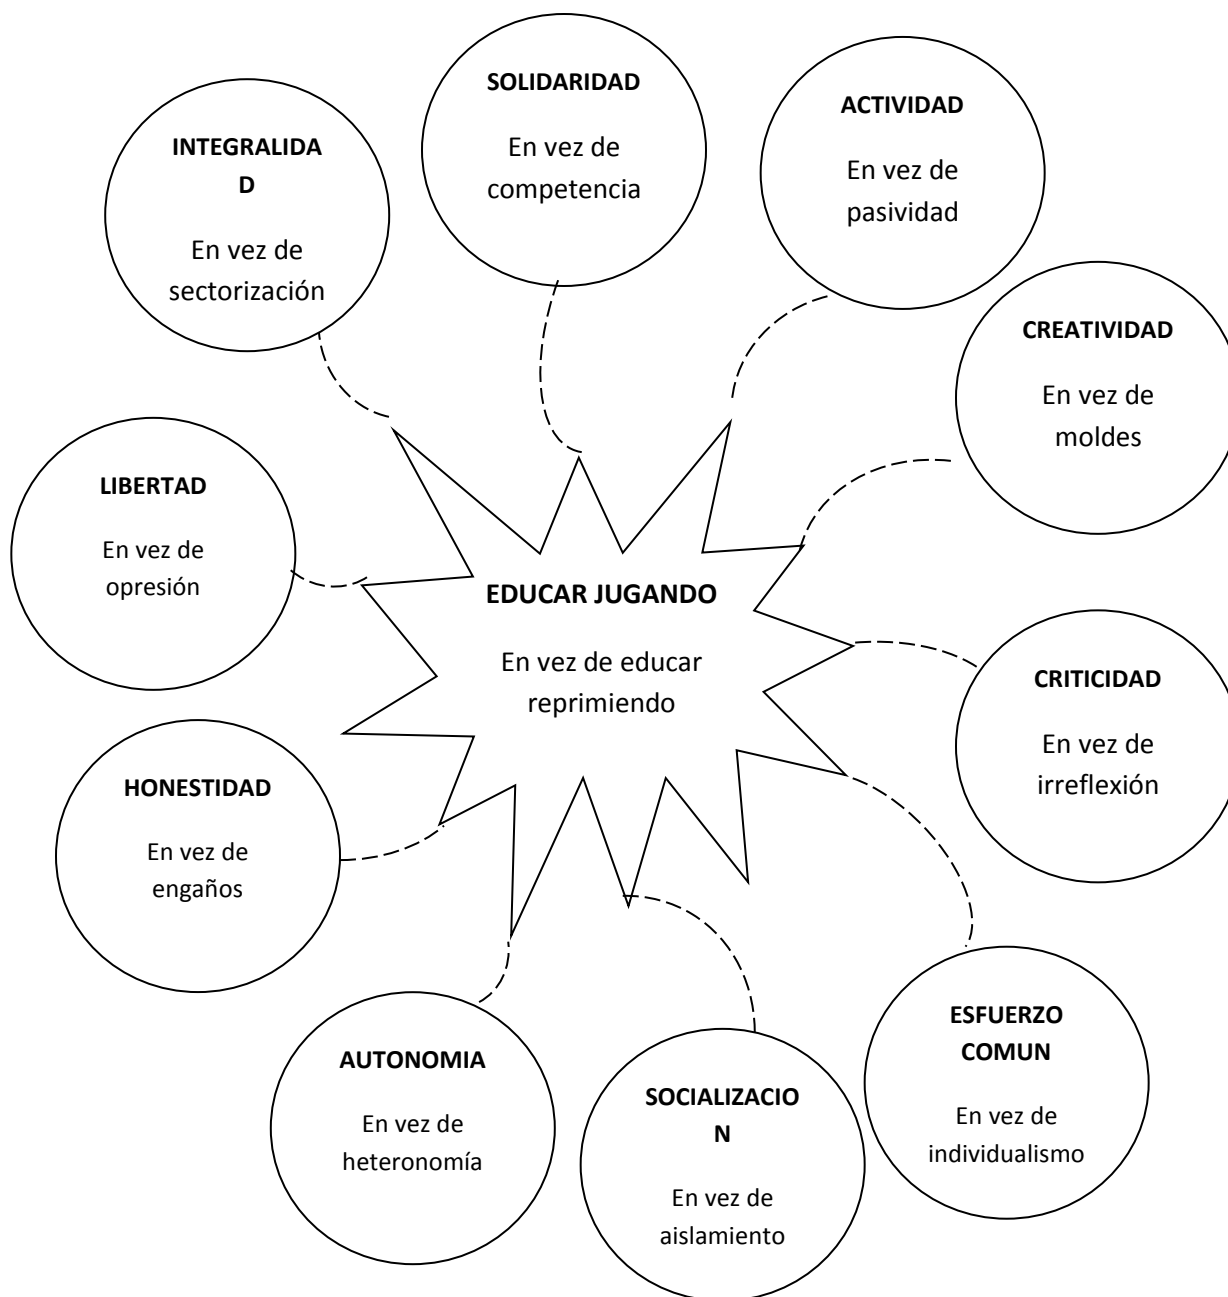 SOLIDARIDAD
En vez de
competencia
ACTIVIDAD
En vez de
pasividad
INTEGRALIDA
D
En vez de
sectorización
CREATIVIDAD
En vez de
moldes
LIBERTAD
En vez de
opresión
EDUCAR JUGANDO
En vez de educar
reprimiendo
CRITICIDAD
En vez de
irreflexión
HONESTIDAD
En vez de
engaños
ESFUERZO
COMUN
En vez de
individualismo
AUTONOMIA
En vez de
heteronomía
SOCIALIZACIO
N
En vez de
aislamiento